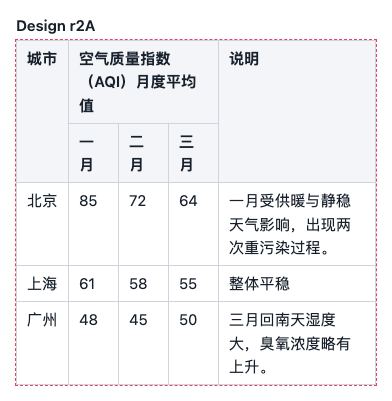 Design r2A
城市
空气质量指数
（AQI）月度平均
值
说明
一
月
二
月
三
月
北京
85
72
64
一月受供暖与静稳
天气影响，出现两
次重污染过程。
上海
61
58
55
整体平稳
广州
48
45
50
三月回南天湿度
大，臭氧浓度略有
上升。